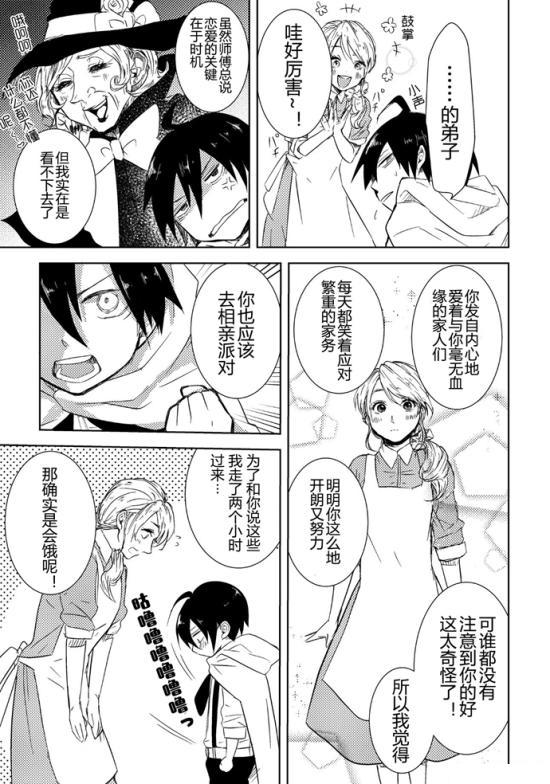 ……的弟子
小声
鼓掌
哇好厉害~！
虽然师傅总说
恋爱的关键
在于时机
哦呵呵
但我实在是
看不下去了
你发自内心地
爱着与你毫无血
缘的家人们
每天都笑着应对
繁重的家务
明明你这么地
开朗又努力
可谁都没有
注意到你的好
这太奇怪了！
所以我觉得
你也应该
去相亲派对
为了和你说这些
我走了两个小时
过来…
咕噜噜噜噜噜~っ
那确实是会饿呢！